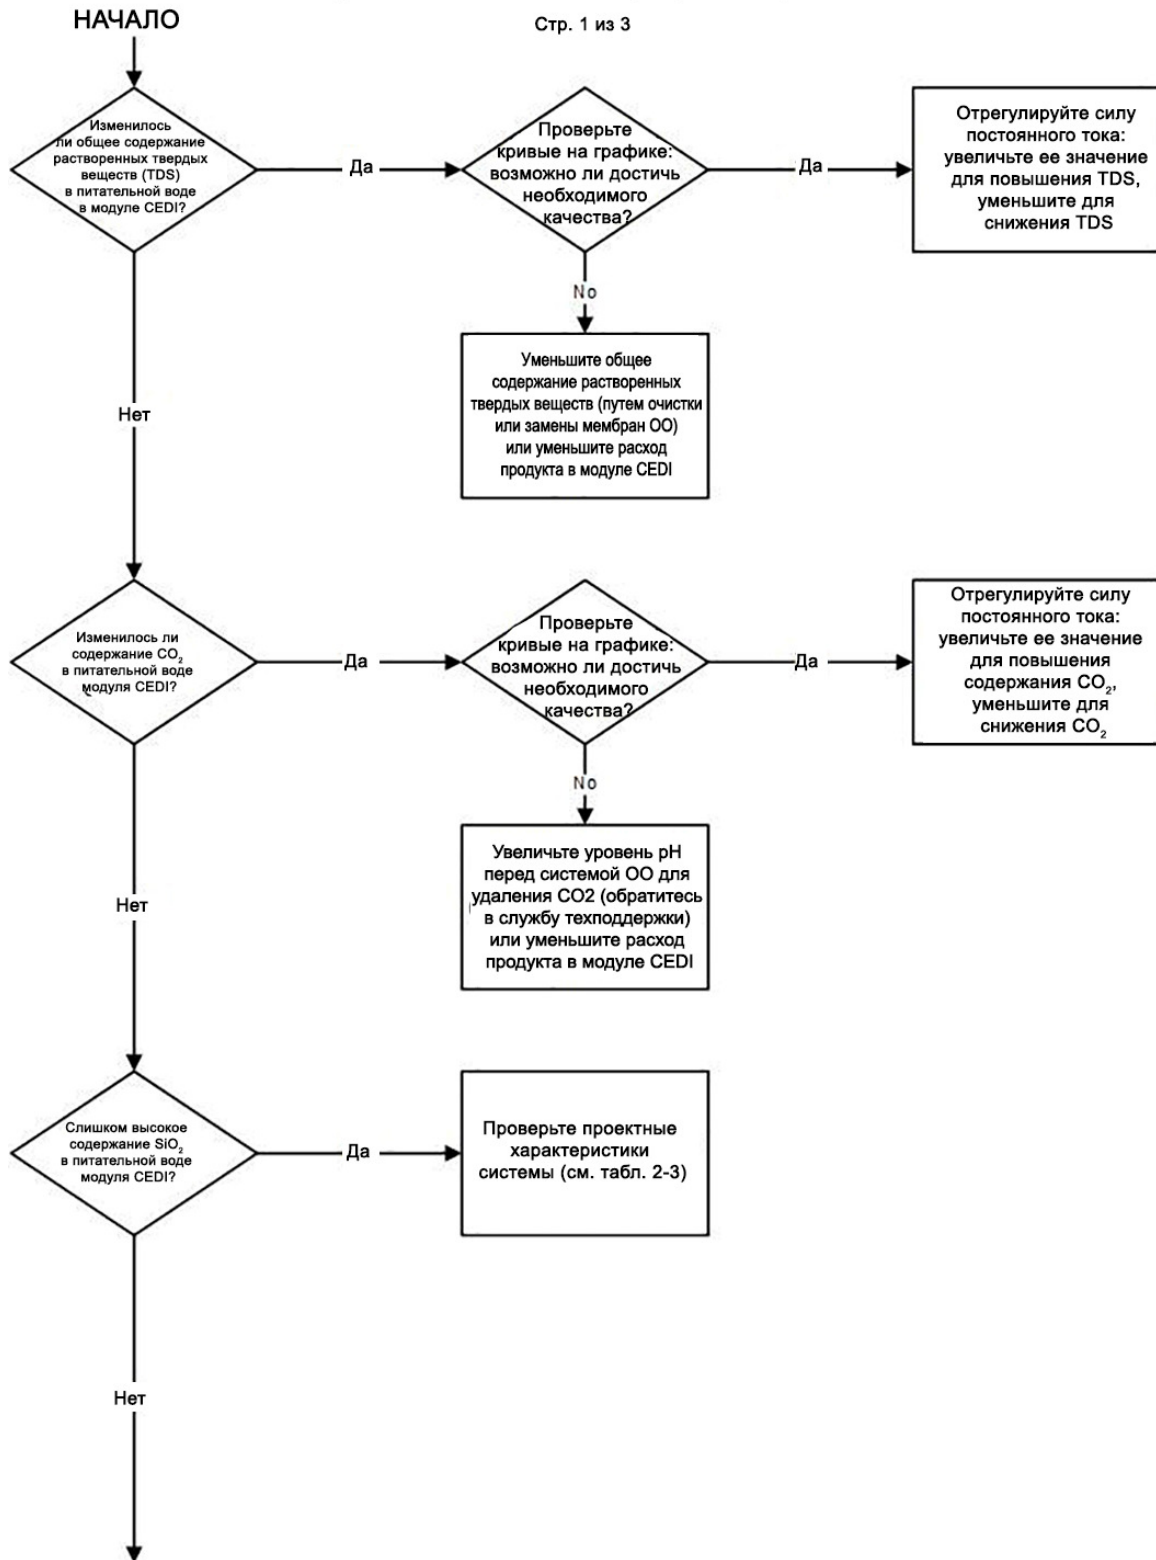 НАЧАЛО
Стр. 1 из 3
Изменилось
ли общее содержание
растворенных твердых
веществ (TDS)
в питательной воде
в модуле CEDI?
Да
Проверьте
кривые на графике:
возможно ли достичь
необходимого
качества?
Да
Отрегулируйте силу
постоянного тока:
увеличьте ее значение
для повышения TDS,
уменьшите для
снижения TDS
No
Уменьшите общее
содержание растворенных
твердых веществ (путем очистки
или замены мембран ОО)
или уменьшите расход
продукта в модуле CEDI
Нет
Изменилось ли
содержание CO₂
в питательной воде
модуля CEDI?
Да
Проверьте
кривые на графике:
возможно ли достичь
необходимого
качества?
Да
Отрегулируйте силу
постоянного тока:
увеличьте ее значение
для повышения
содержания CO₂,
уменьшите для
снижения CO₂
No
Увеличьте уровень pH
перед системой ОО для
удаления CO2 (обратитесь
в службу техподдержки)
или уменьшите расход
продукта в модуле CEDI
Нет
Слишком высокое
содержание SiO₂
в питательной воде
модуля CEDI?
Да
Проверьте проектные
характеристики
системы (см. табл. 2-3)
Нет